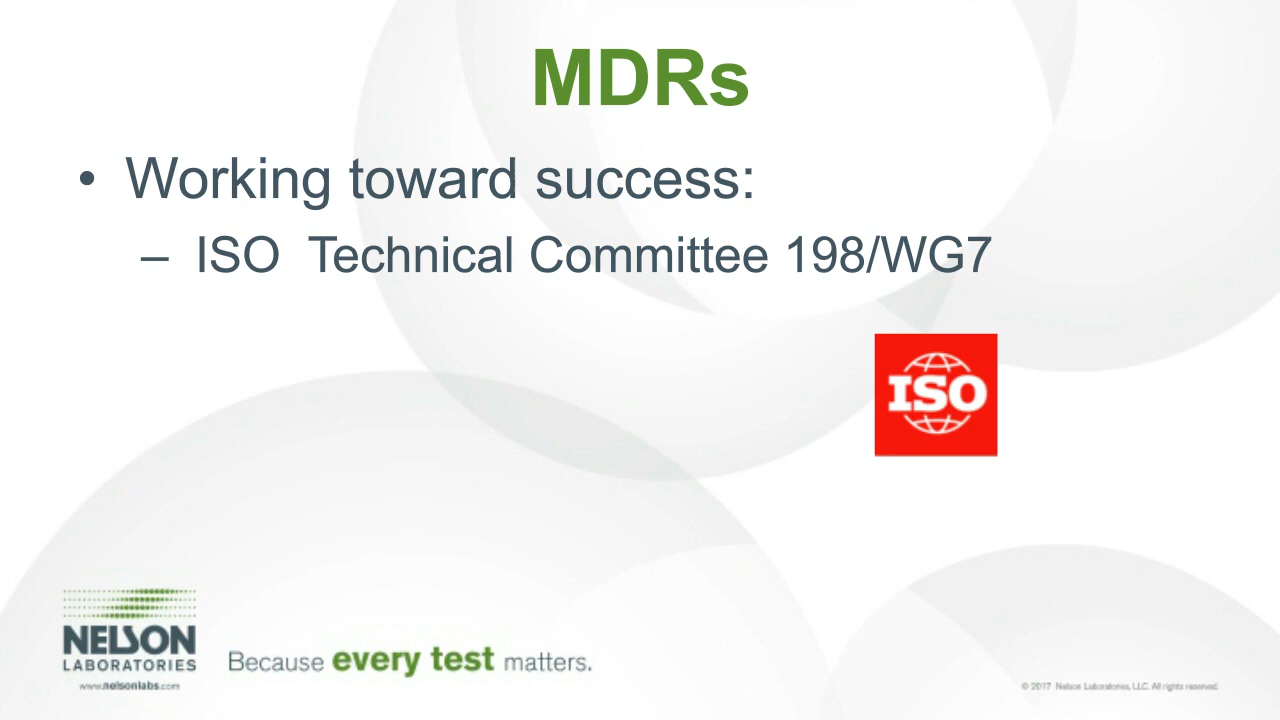 MDRs
• Working toward success:
– ISO Technical Committee 198/WG7
ISO
NELSON
LABORATORIES
www.nelsonlabs.com
Because every test matters.
© 2017 Nelson Laboratories, LLC. All rights reserved.